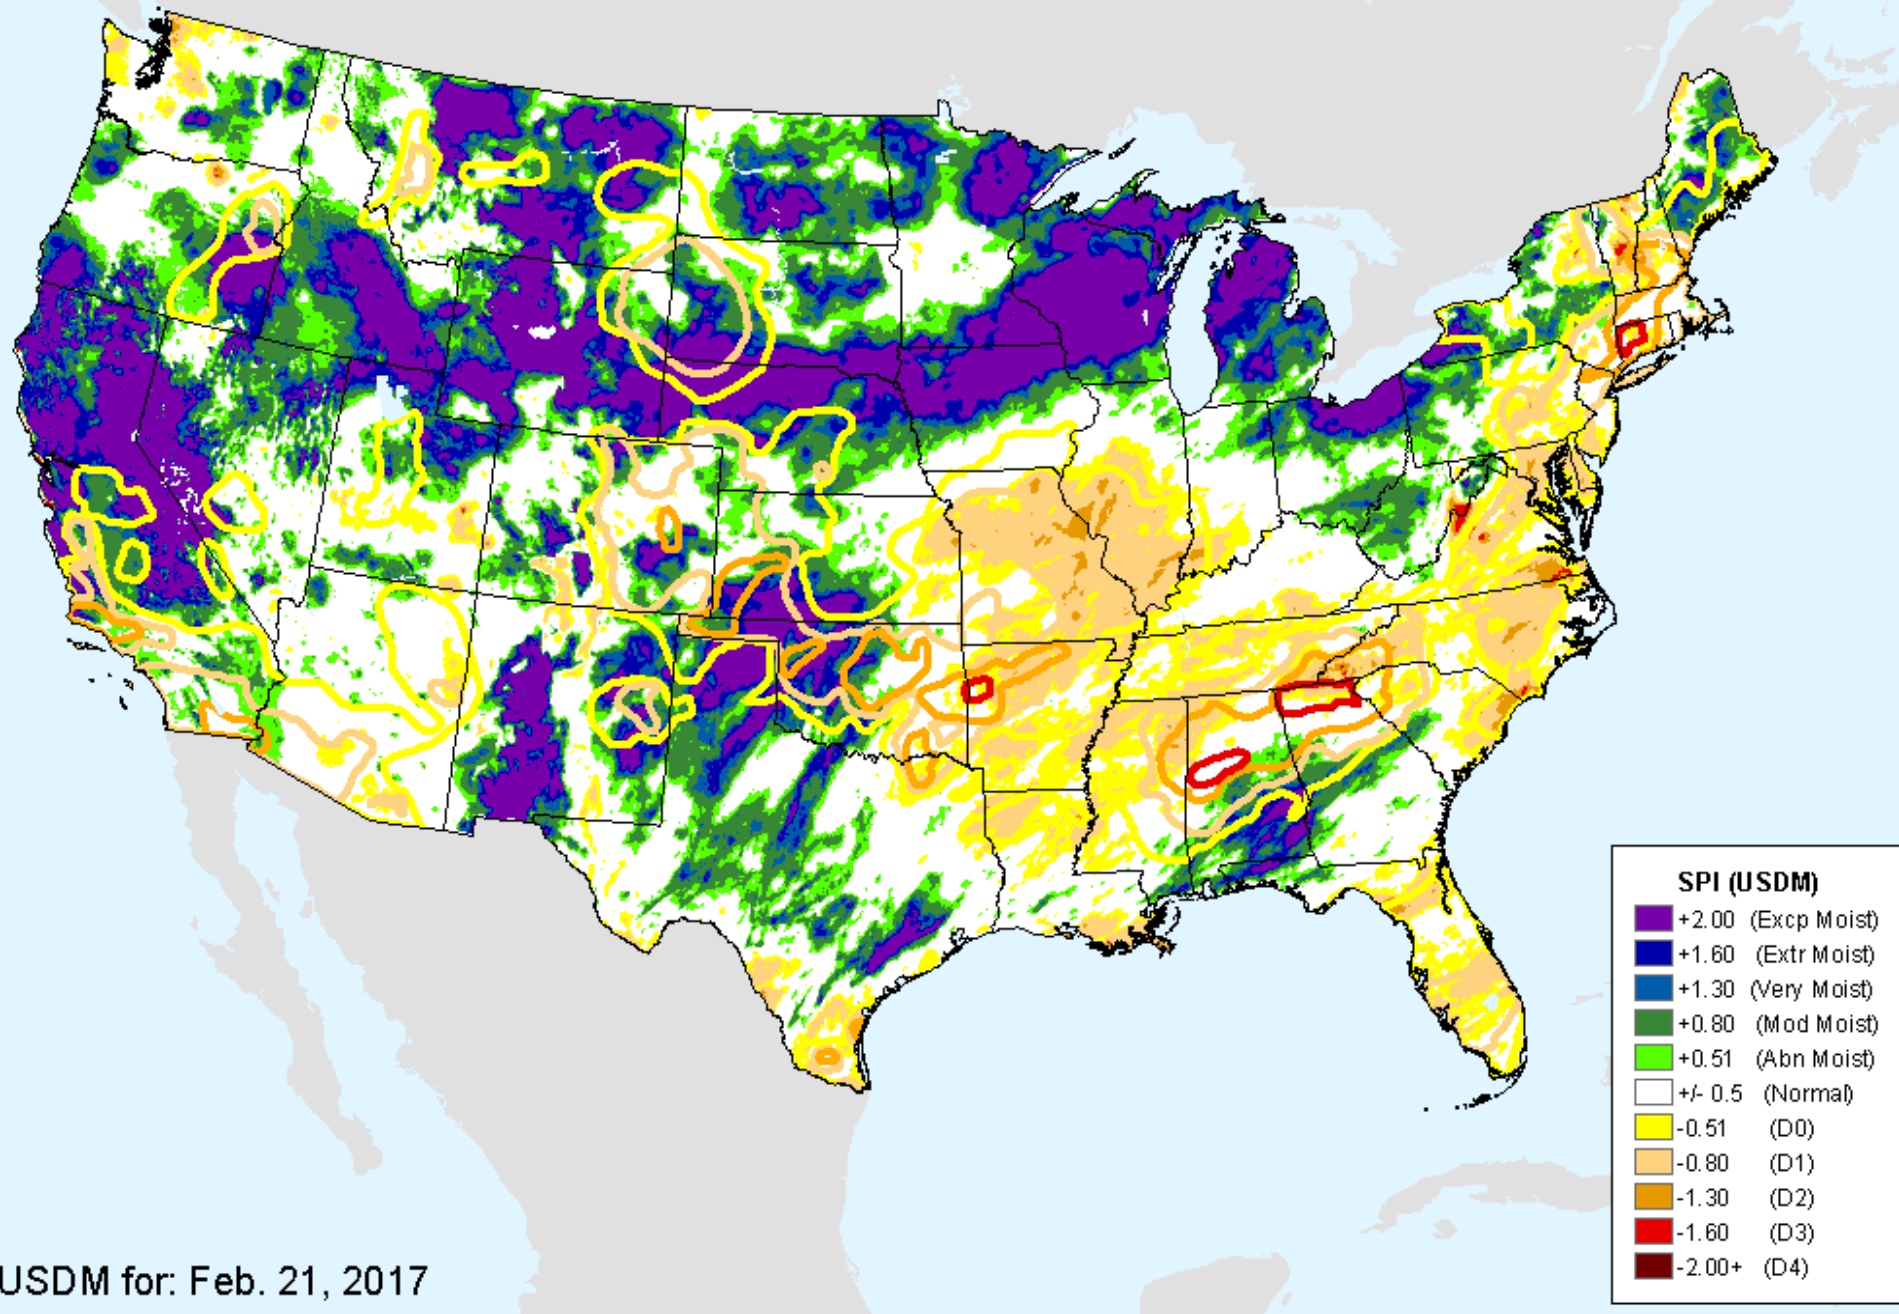 SPI (USDM)
+2.00 (Excp Moist)
+1.60 (Extr Moist)
+1.30 (Very Moist)
+0.80 (Mod Moist)
+0.51 (Abn Moist)
+/- 0.5 (Normal)
-0.51 (D0)
-0.80 (D1)
-1.30 (D2)
-1.60 (D3)
-2.00+ (D4)
USDM for: Feb. 21, 2017